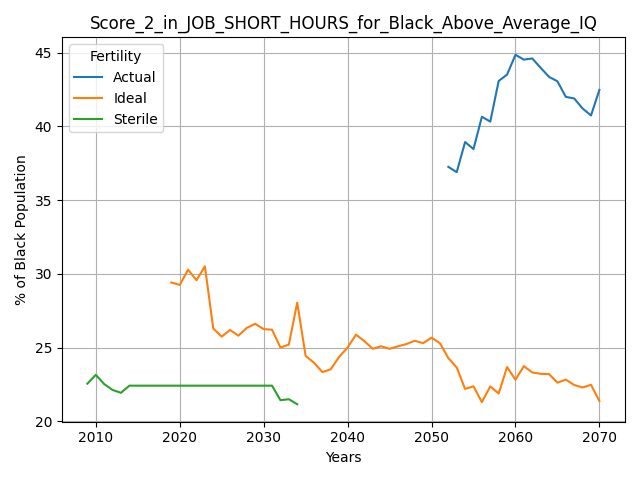 Score_2_in_JOB_SHORT_HOURS_for_Black_Above_Average_IQ
Fertility
Actual
Ideal
Sterile
% of Black Population
45
40
35
30
25
20
2010
2020
2030
2040
2050
2060
2070
Years